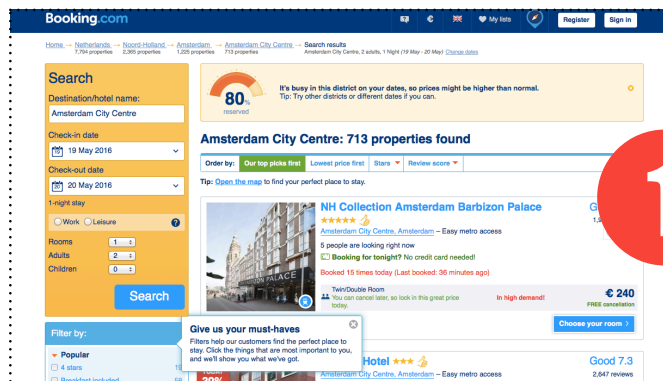 Booking.com
€
My lists
Register
Sign in
Home → Netherlands → Noord-Holland → Amsterdam → Amsterdam City Centre → Search results
7,794 properties 2,365 properties 1,225 properties 713 properties Amsterdam City Centre, 2 adults, 1 Night (19 May - 20 May) Change dates
Search
Destination/hotel name:
Amsterdam City Centre
Check-in date
19 May 2016
Check-out date
20 May 2016
1-night stay
Work Leisure ?
Rooms 1
Adults 2
Children 0
Search
80%
reserved
It's busy in this district on your dates, so prices might be higher than normal.
Tip: Try other districts or different dates if you can.
Amsterdam City Centre: 713 properties found
Order by: Our top picks first Lowest price first Stars Review score
Tip: Open the map to find your perfect place to stay.
NH Collection Amsterdam Barbizon Palace
Amsterdam City Centre, Amsterdam – Easy metro access
5 people are looking right now
Booking for tonight? No credit card needed!
Booked 15 times today (Last booked: 36 minutes ago)
Twin/Double Room
You can cancel later, so lock in this great price today.
In high demand!
€ 240
FREE cancellation
Choose your room >
Filter by:
Popular
4 stars
Breakfast included
Give us your must-haves
Filters help our customers find the perfect place to
stay. Click the things that are most important to you,
and we'll show you what we've got.
Hotel
Good 7.3
Amsterdam City Centre, Amsterdam – Easy metro access
2,647 reviews